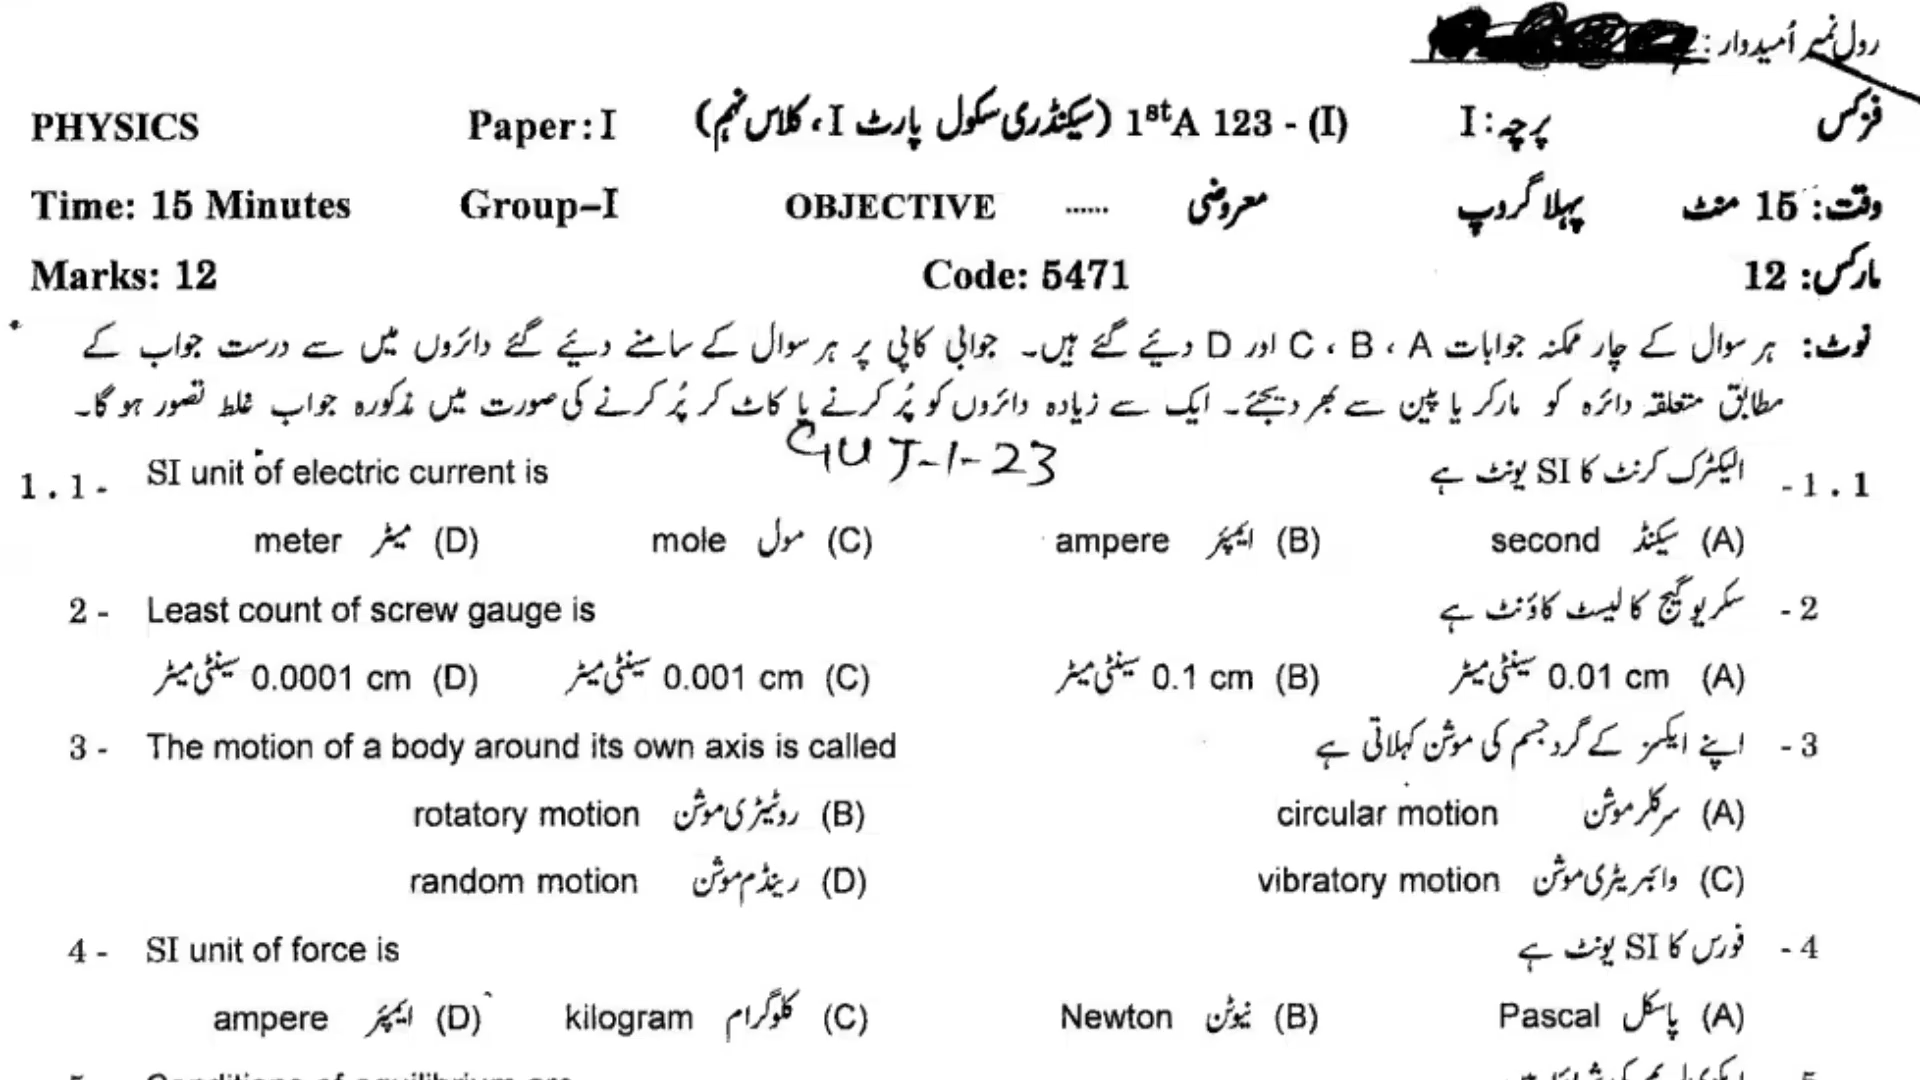 رول نمبر اُمیدوار :
PHYSICS Paper : I (سیکنڈری سکول پارٹ I ، کلاس نہم) 1stA 123 - (I) پرچہ : I فزکس
Time: 15 Minutes Group–I OBJECTIVE ...... معروضی پہلا گروپ وقت: 15 منٹ
Marks: 12 Code: 5471 مارکس: 12
نوٹ: ہر سوال کے چار ممکنہ جوابات C ، B ، A اور D دیئے گئے ہیں۔ جوابی کاپی پر ہر سوال کے سامنے دیئے گئے دائروں میں سے درست جواب کے
مطابق متعلقہ دائرہ کو مارکر یا پین سے بھر دیجئے۔ ایک سے زیادہ دائروں کو پُر کرنے یا کاٹ کر پُر کرنے کی صورت میں مذکورہ جواب غلط تصور ہو گا۔
GUJ-1-23
1.1- SI unit of electric current is الیکٹرک کرنٹ کا SI یونٹ ہے -1.1
meter میٹر (D) mole مول (C) ampere ایمپئر (B) second سیکنڈ (A)
2 - Least count of screw gauge is سکریو گیج کا لیسٹ کاؤنٹ ہے - 2
سینٹی میٹر 0.0001 cm (D) سینٹی میٹر 0.001 cm (C) سینٹی میٹر 0.1 cm (B) سینٹی میٹر 0.01 cm (A)
3 - The motion of a body around its own axis is called اپنے ایکسز کے گرد جسم کی موشن کہلاتی ہے - 3
rotatory motion روٹیٹری موشن (B) circular motion سرکلر موشن (A)
random motion رینڈم موشن (D) vibratory motion وائبریٹری موشن (C)
4 - SI unit of force is فورس کا SI یونٹ ہے - 4
ampere ایمپئر (D) kilogram کلوگرام (C) Newton نیوٹن (B) Pascal پاسکل (A)
Conditions of equilibrium are